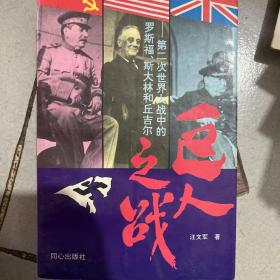 ——第二次世界大战中的
罗斯福、斯大林和丘吉尔
巨人之战
汪文军 著
同心出版社